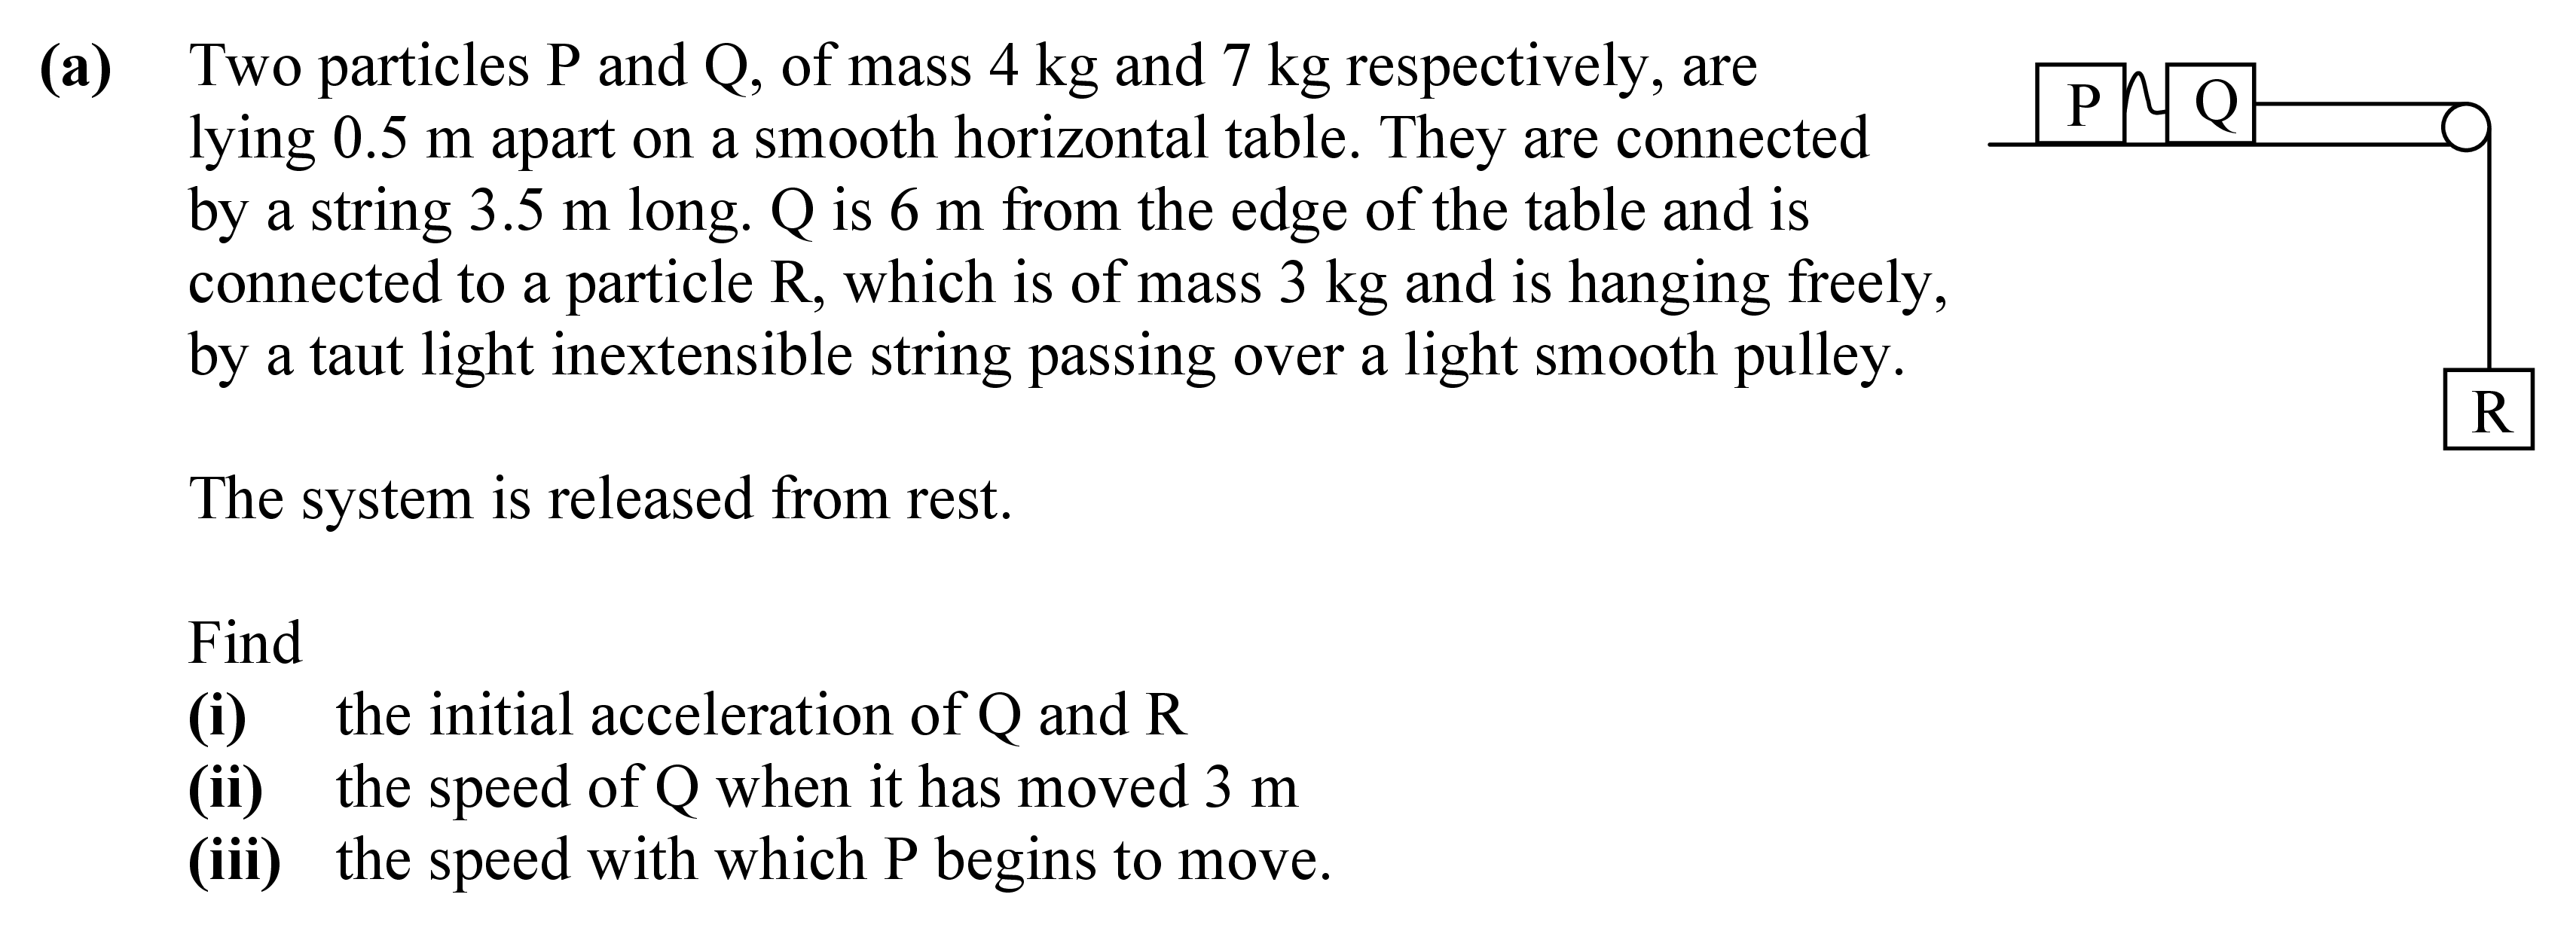 (a) Two particles P and Q, of mass 4 kg and 7 kg respectively, are
lying 0.5 m apart on a smooth horizontal table. They are connected
by a string 3.5 m long. Q is 6 m from the edge of the table and is
connected to a particle R, which is of mass 3 kg and is hanging freely,
by a taut light inextensible string passing over a light smooth pulley.
The system is released from rest.
Find
(i) the initial acceleration of Q and R
(ii) the speed of Q when it has moved 3 m
(iii) the speed with which P begins to move.
P Q
R